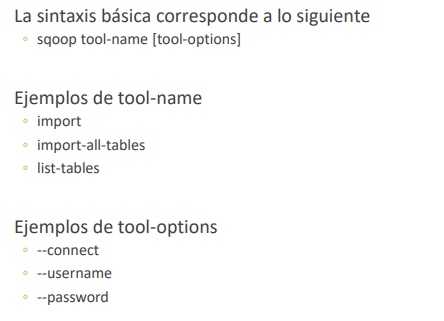 La sintaxis básica corresponde a lo siguiente
◦ sqoop tool-name [tool-options]
Ejemplos de tool-name
◦ import
◦ import-all-tables
◦ list-tables
Ejemplos de tool-options
◦ --connect
◦ --username
◦ --password